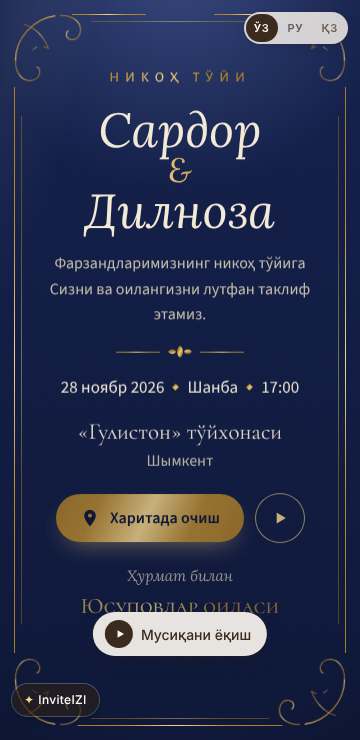 ЎЗ РУ ҚЗ
НИКОҲ ТЎЙИ
Сардор
&
Дилноза
Фарзандларимизнинг никоҳ тўйига
Сизни ва оилангизни лутфан таклиф
этамиз.
28 ноябр 2026 ◆ Шанба ◆ 17:00
«Гулистон» тўйхонаси
Шымкент
Харитада очиш
Ҳурмат билан
Юсуповлар оиласи
Мусиқани ёқиш
✦ InviteIZI